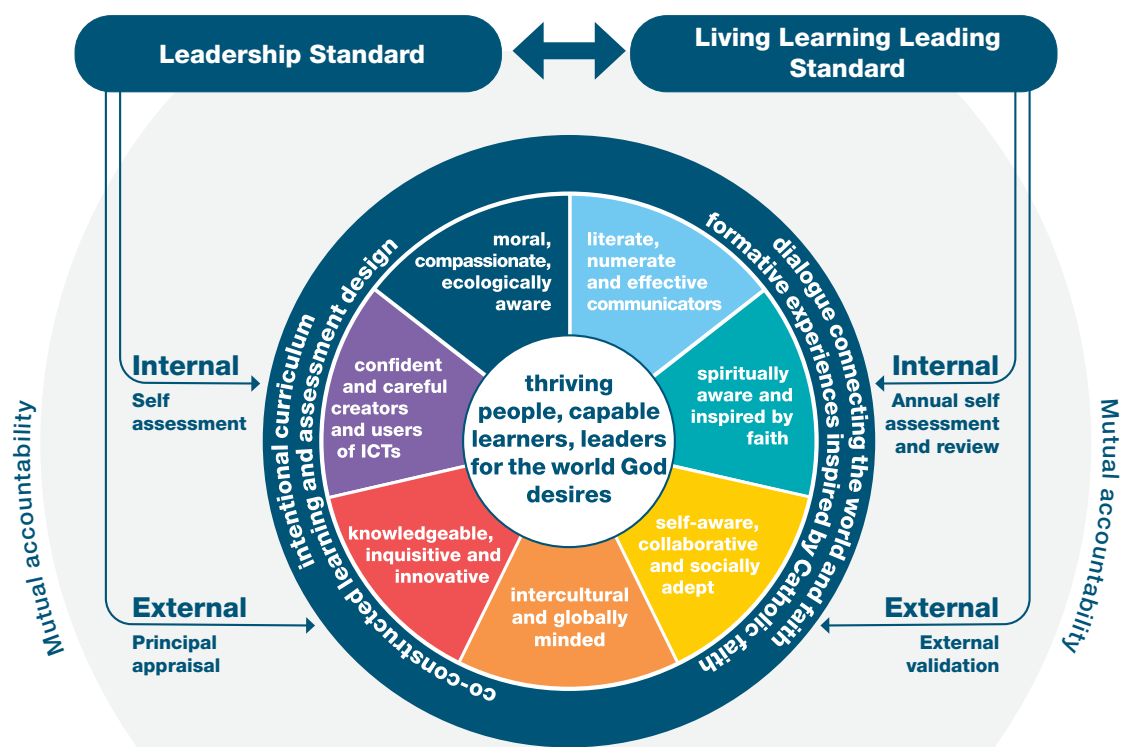 Leadership Standard
Living Learning Leading
Standard
Mutual accountability
Internal
Self
assessment
External
Principal
appraisal
intentional curriculum
co-constructed learning and assessment design
moral,
compassionate,
ecologically
aware
literate,
numerate
and effective
communicators
confident
and careful
creators
and users
of ICTs
thriving
people, capable
learners, leaders
for the world God
desires
spiritually
aware and
inspired by
faith
knowledgeable,
inquisitive and
innovative
intercultural
and globally
minded
self-aware,
collaborative
and socially
adept
dialogue connecting the world and faith
formative experiences inspired by Catholic faith
Internal
Annual self
assessment
and review
External
External
validation
Mutual accountability